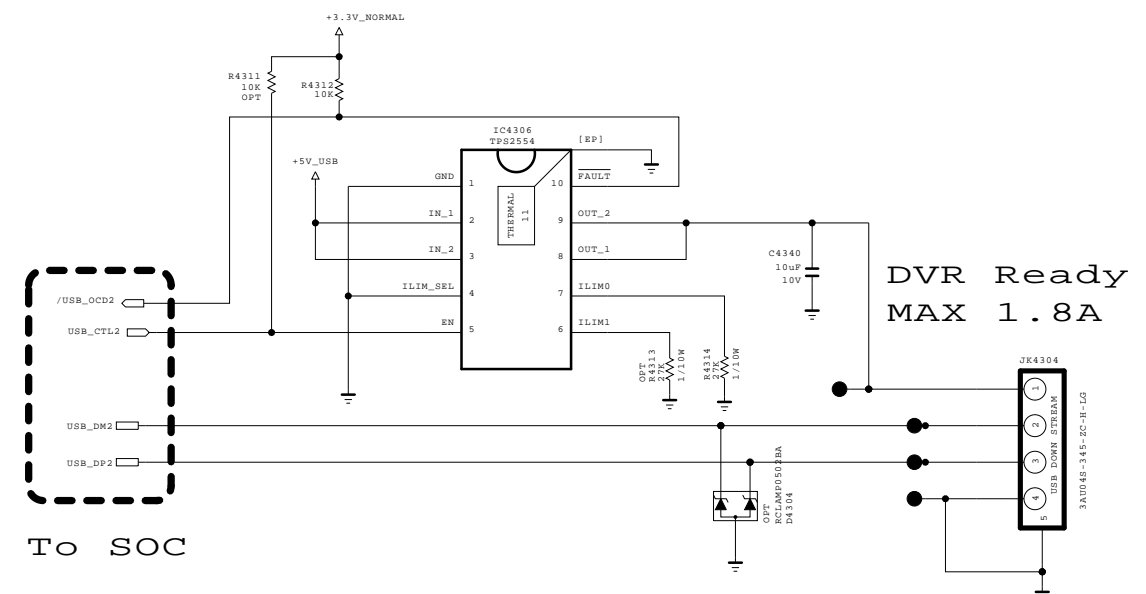 +3.3V_NORMAL
R4311
10K
OPT
R4312
10K
IC4306
TPS2554
[EP]
+5V_USB
GND
1
10
FAULT
THERMAL
11
IN_1
2
9
OUT_2
IN_2
3
8
OUT_1
C4340
10uF
10V
DVR Ready
MAX 1.8A
ILIM_SEL
4
7
ILIM0
/USB_OCD2
USB_CTL2
EN
5
6
ILIM1
OPT
R4313
27K
1/10W
R4314
27K
1/10W
JK4304
1
2
3
4
5
USB DOWN STREAM
3AU04S-345-ZC-H-LG
USB_DM2
USB_DP2
OPT
RCLAMP0502BA
D4304
To SOC